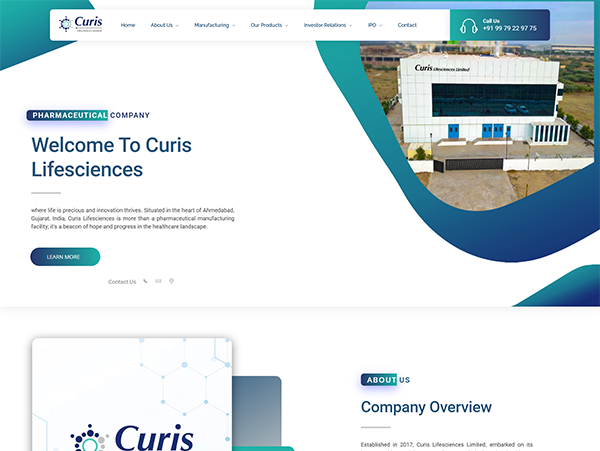 Curis
Home
About Us
Manufacturing
Our Products
Investor Relations
IPO
Contact
Call Us
+91 99 79 22 97 75
Curis Lifesciences Limited
PHARMACEUTICAL COMPANY
Welcome To Curis
Lifesciences
where life is precious and innovation thrives. Situated in the heart of Ahmedabad,
Gujarat, India, Curis Lifesciences is more than a pharmaceutical manufacturing
facility; it's a beacon of hope and progress in the healthcare landscape.
LEARN MORE
Contact Us
Curis
ABOUT US
Company Overview
Established in 2017, Curis Lifesciences Limited. embarked on its